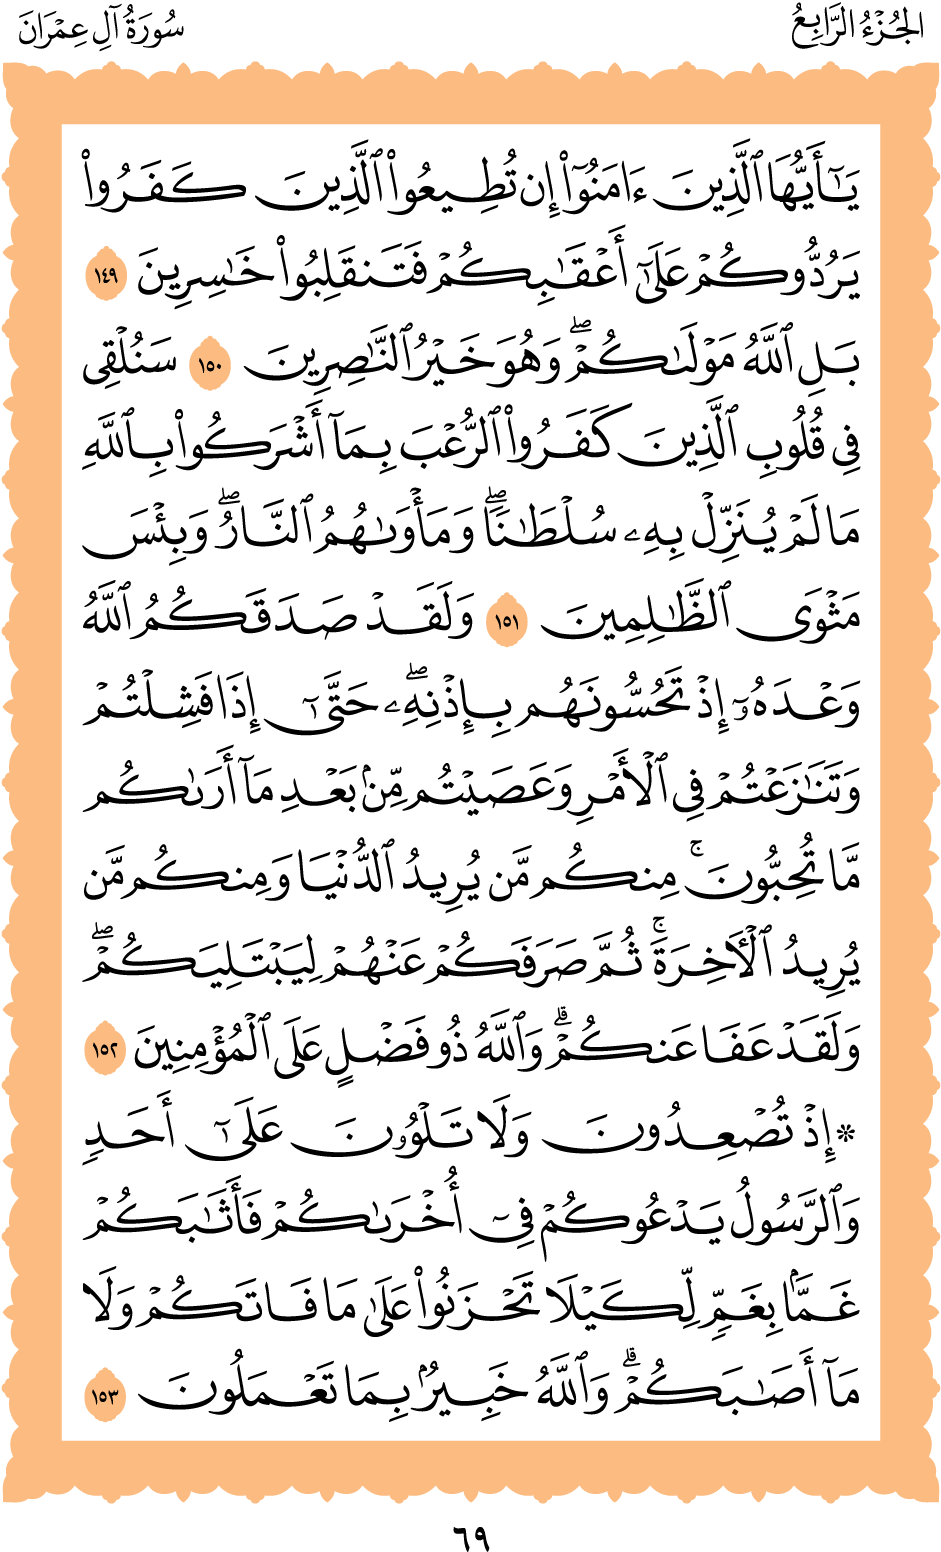 الجُزْءُ الرَّابِعُ
سُورَةُ آلِ عِمْرَانَ
يَٰٓأَيُّهَا ٱلَّذِينَ ءَامَنُوٓا۟ إِن تُطِيعُوا۟ ٱلَّذِينَ كَفَرُوا۟
يَرُدُّوكُمْ عَلَىٰٓ أَعْقَٰبِكُمْ فَتَنقَلِبُوا۟ خَٰسِرِينَ ١٤٩
بَلِ ٱللَّهُ مَوْلَىٰكُمْ ۖ وَهُوَ خَيْرُ ٱلنَّٰصِرِينَ ١٥٠ سَنُلْقِى
فِى قُلُوبِ ٱلَّذِينَ كَفَرُوا۟ ٱلرُّعْبَ بِمَآ أَشْرَكُوا۟ بِٱللَّهِ
مَا لَمْ يُنَزِّلْ بِهِۦ سُلْطَٰنًا ۖ وَمَأْوَىٰهُمُ ٱلنَّارُ ۖ وَبِئْسَ
مَثْوَى ٱلظَّٰلِمِينَ ١٥١ وَلَقَدْ صَدَقَكُمُ ٱللَّهُ
وَعْدَهُۥٓ إِذْ تَحُسُّونَهُم بِإِذْنِهِۦ ۖ حَتَّىٰٓ إِذَا فَشِلْتُمْ
وَتَنَٰزَعْتُمْ فِى ٱلْأَمْرِ وَعَصَيْتُم مِّنۢ بَعْدِ مَآ أَرَىٰكُم
مَّا تُحِبُّونَ ۚ مِنكُم مَّن يُرِيدُ ٱلدُّنْيَا وَمِنكُم مَّن
يُرِيدُ ٱلْءَاخِرَةَ ۚ ثُمَّ صَرَفَكُمْ عَنْهُمْ لِيَبْتَلِيَكُمْ ۖ
وَلَقَدْ عَفَا عَنكُمْ ۗ وَٱللَّهُ ذُو فَضْلٍ عَلَى ٱلْمُؤْمِنِينَ ١٥٢
* إِذْ تُصْعِدُونَ وَلَا تَلْوُۥنَ عَلَىٰٓ أَحَدٍ
وَٱلرَّسُولُ يَدْعُوكُمْ فِىٓ أُخْرَىٰكُمْ فَأَثَٰبَكُمْ
غَمًّۢا بِغَمٍّ لِّكَيْلَا تَحْزَنُوا۟ عَلَىٰ مَا فَاتَكُمْ وَلَا
مَآ أَصَٰبَكُمْ ۗ وَٱللَّهُ خَبِيرٌۢ بِمَا تَعْمَلُونَ ١٥٣
٦٩